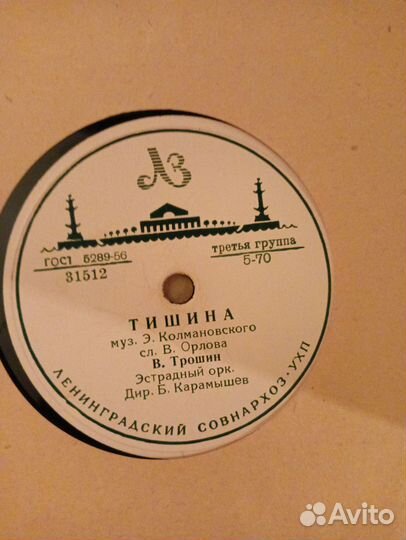 ЛЗ
ГОСТ 5289-56
31512
третья группа
5-70
ТИШИНА
муз. Э. Колмановского
сл. В. Орлова
В. Трошин
Эстрадный орк.
Дир. Б. Карамышев
ЛЕНИНГРАДСКИЙ СОВНАРХОЗ·УХП
Avito